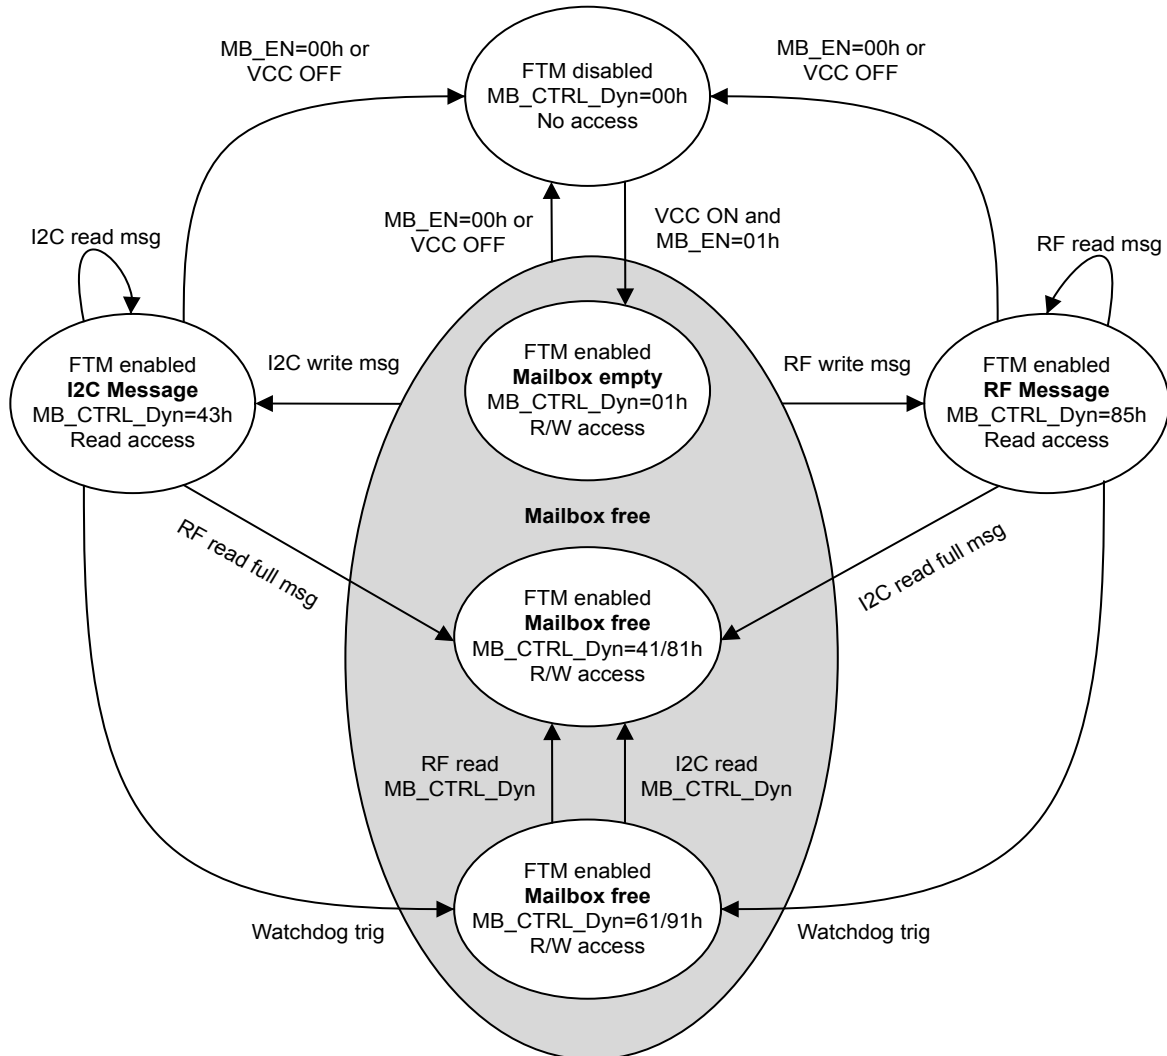 MB_EN=00h or
VCC OFF
FTM disabled
MB_CTRL_Dyn=00h
No access
MB_EN=00h or
VCC OFF
MB_EN=00h or
VCC OFF
VCC ON and
MB_EN=01h
I2C read msg
RF read msg
FTM enabled
I2C Message
MB_CTRL_Dyn=43h
Read access
I2C write msg
FTM enabled
Mailbox empty
MB_CTRL_Dyn=01h
R/W access
RF write msg
FTM enabled
RF Message
MB_CTRL_Dyn=85h
Read access
Mailbox free
RF read full msg
I2C read full msg
FTM enabled
Mailbox free
MB_CTRL_Dyn=41/81h
R/W access
RF read
MB_CTRL_Dyn
I2C read
MB_CTRL_Dyn
FTM enabled
Mailbox free
MB_CTRL_Dyn=61/91h
R/W access
Watchdog trig
Watchdog trig